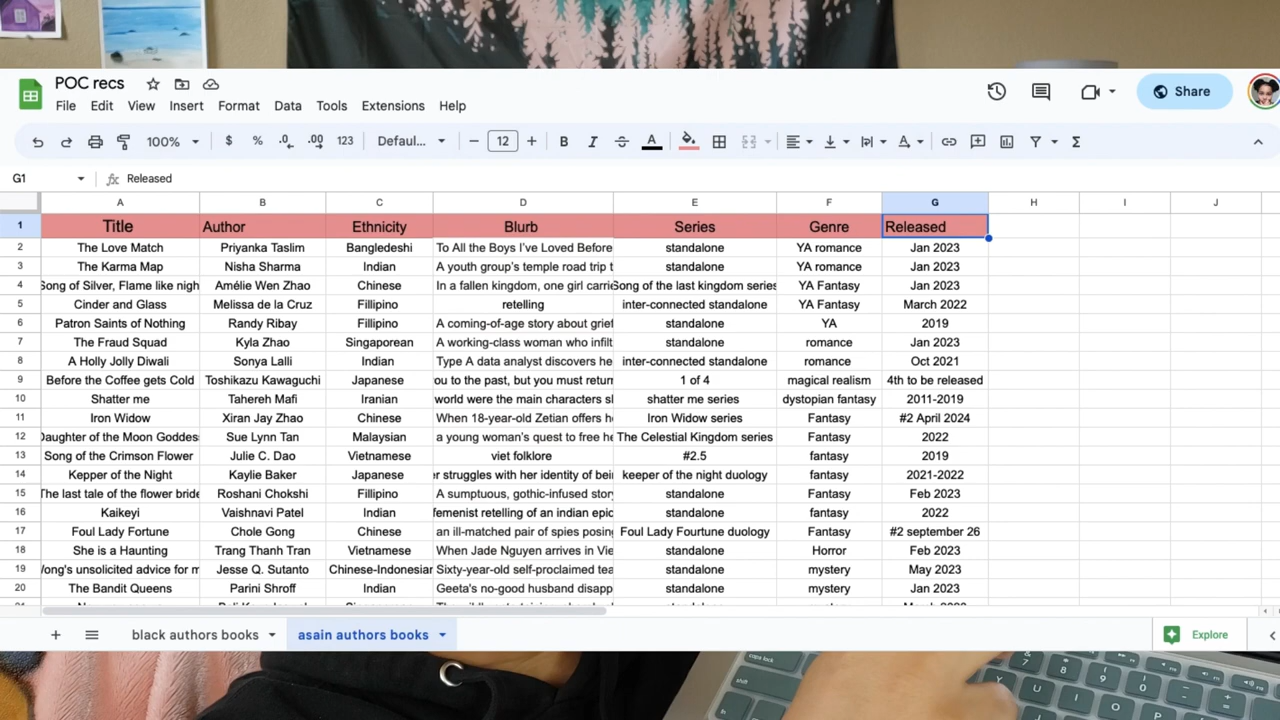 POC recs
File Edit View Insert Format Data Tools Extensions Help
Share
100% $ % .0 .00 123 Defaul... 12 B I A
G1 fx Released
A B C D E F G H I J
1 Title Author Ethnicity Blurb Series Genre Released
2 The Love Match Priyanka Taslim Bangledeshi To All the Boys I've Loved Before standalone YA romance Jan 2023
3 The Karma Map Nisha Sharma Indian A youth group's temple road trip t standalone YA romance Jan 2023
4 Song of Silver, Flame like nigh Amélie Wen Zhao Chinese In a fallen kingdom, one girl carrie Song of the last kingdom series YA Fantasy Jan 2023
5 Cinder and Glass Melissa de la Cruz Fillipino retelling inter-connected standalone YA Fantasy March 2022
6 Patron Saints of Nothing Randy Ribay Fillipino A coming-of-age story about grief standalone YA 2019
7 The Fraud Squad Kyla Zhao Singaporean A working-class woman who infilt standalone romance Jan 2023
8 A Holly Jolly Diwali Sonya Lalli Indian Type A data analyst discovers he inter-connected standalone romance Oct 2021
9 Before the Coffee gets Cold Toshikazu Kawaguchi Japanese ou to the past, but you must return 1 of 4 magical realism 4th to be released
10 Shatter me Tahereh Mafi Iranian world were the main characters sl shatter me series dystopian fantasy 2011-2019
11 Iron Widow Xiran Jay Zhao Chinese When 18-year-old Zetian offers he Iron Widow series Fantasy #2 April 2024
12 Daughter of the Moon Goddes Sue Lynn Tan Malaysian a young woman's quest to free he The Celestial Kingdom series Fantasy 2022
13 Song of the Crimson Flower Julie C. Dao Vietnamese viet folklore #2.5 fantasy 2019
14 Kepper of the Night Kaylie Baker Japanese er struggles with her identity of bei keeper of the night duology fantasy 2021-2022
15 The last tale of the flower bride Roshani Chokshi Fillipino A sumptuous, gothic-infused story standalone Fantasy Feb 2023
16 Kaikeyi Vaishnavi Patel Indian femenist retelling of an indian epic standalone fantasy 2022
17 Foul Lady Fortune Chole Gong Chinese an ill-matched pair of spies posing Foul Lady Fourtune duology Fantasy #2 september 26
18 She is a Haunting Trang Thanh Tran Vietnamese When Jade Nguyen arrives in Vie standalone Horror Feb 2023
19 Wong's unsolicited advice for m Jesse Q. Sutanto Chinese-Indonesian Sixty-year-old self-proclaimed tea standalone mystery May 2023
20 The Bandit Queens Parini Shroff Indian Geeta's no-good husband disapp standalone mystery Jan 2023
black authors books asain authors books Explore
caps lock
shift
7 8 9 0
Y U I O P